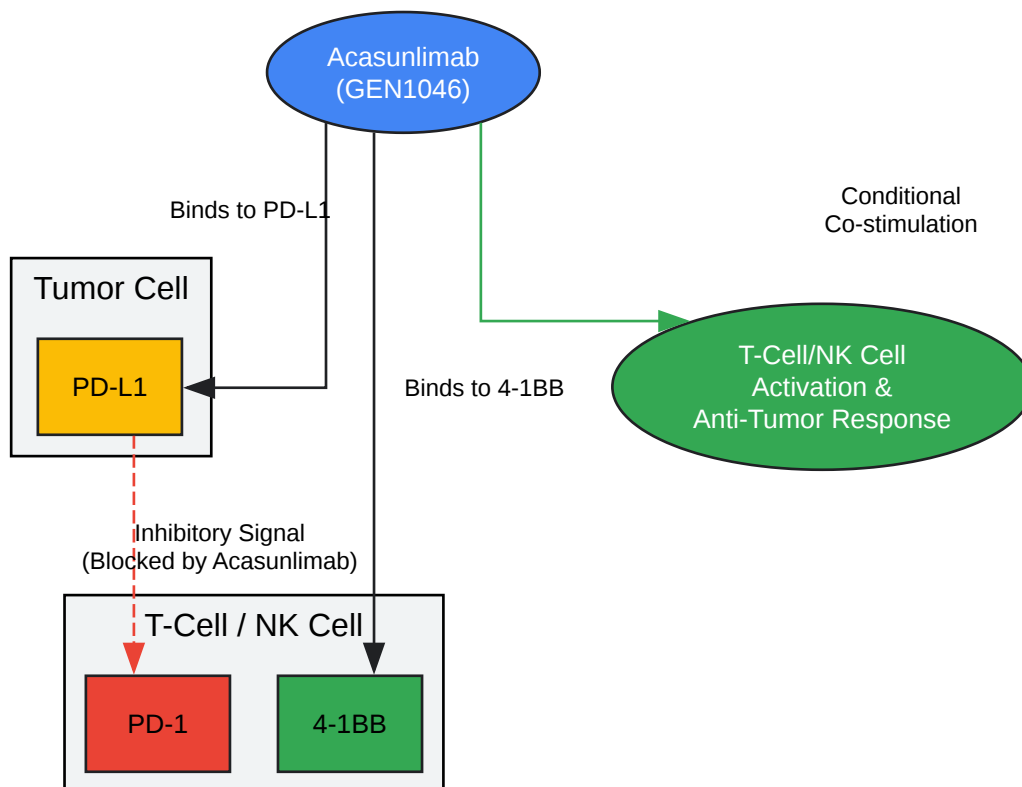 Acasunlimab
(GEN1046)
Binds to PD-L1
Conditional
Co-stimulation
Tumor Cell
PD-L1
Binds to 4-1BB
T-Cell/NK Cell
Activation &
Anti-Tumor Response
Inhibitory Signal
(Blocked by Acasunlimab)
T-Cell / NK Cell
PD-1
4-1BB